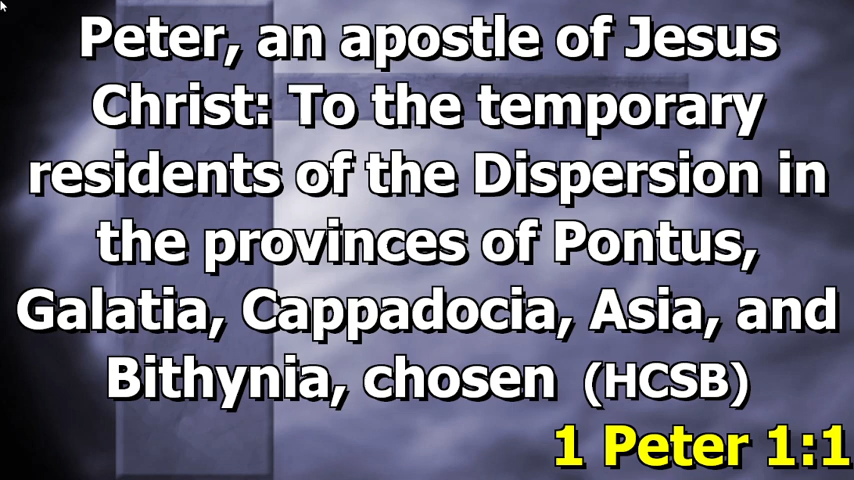 Peter, an apostle of Jesus
Christ: To the temporary
residents of the Dispersion in
the provinces of Pontus,
Galatia, Cappadocia, Asia, and
Bithynia, chosen (HCSB)
1 Peter 1:1